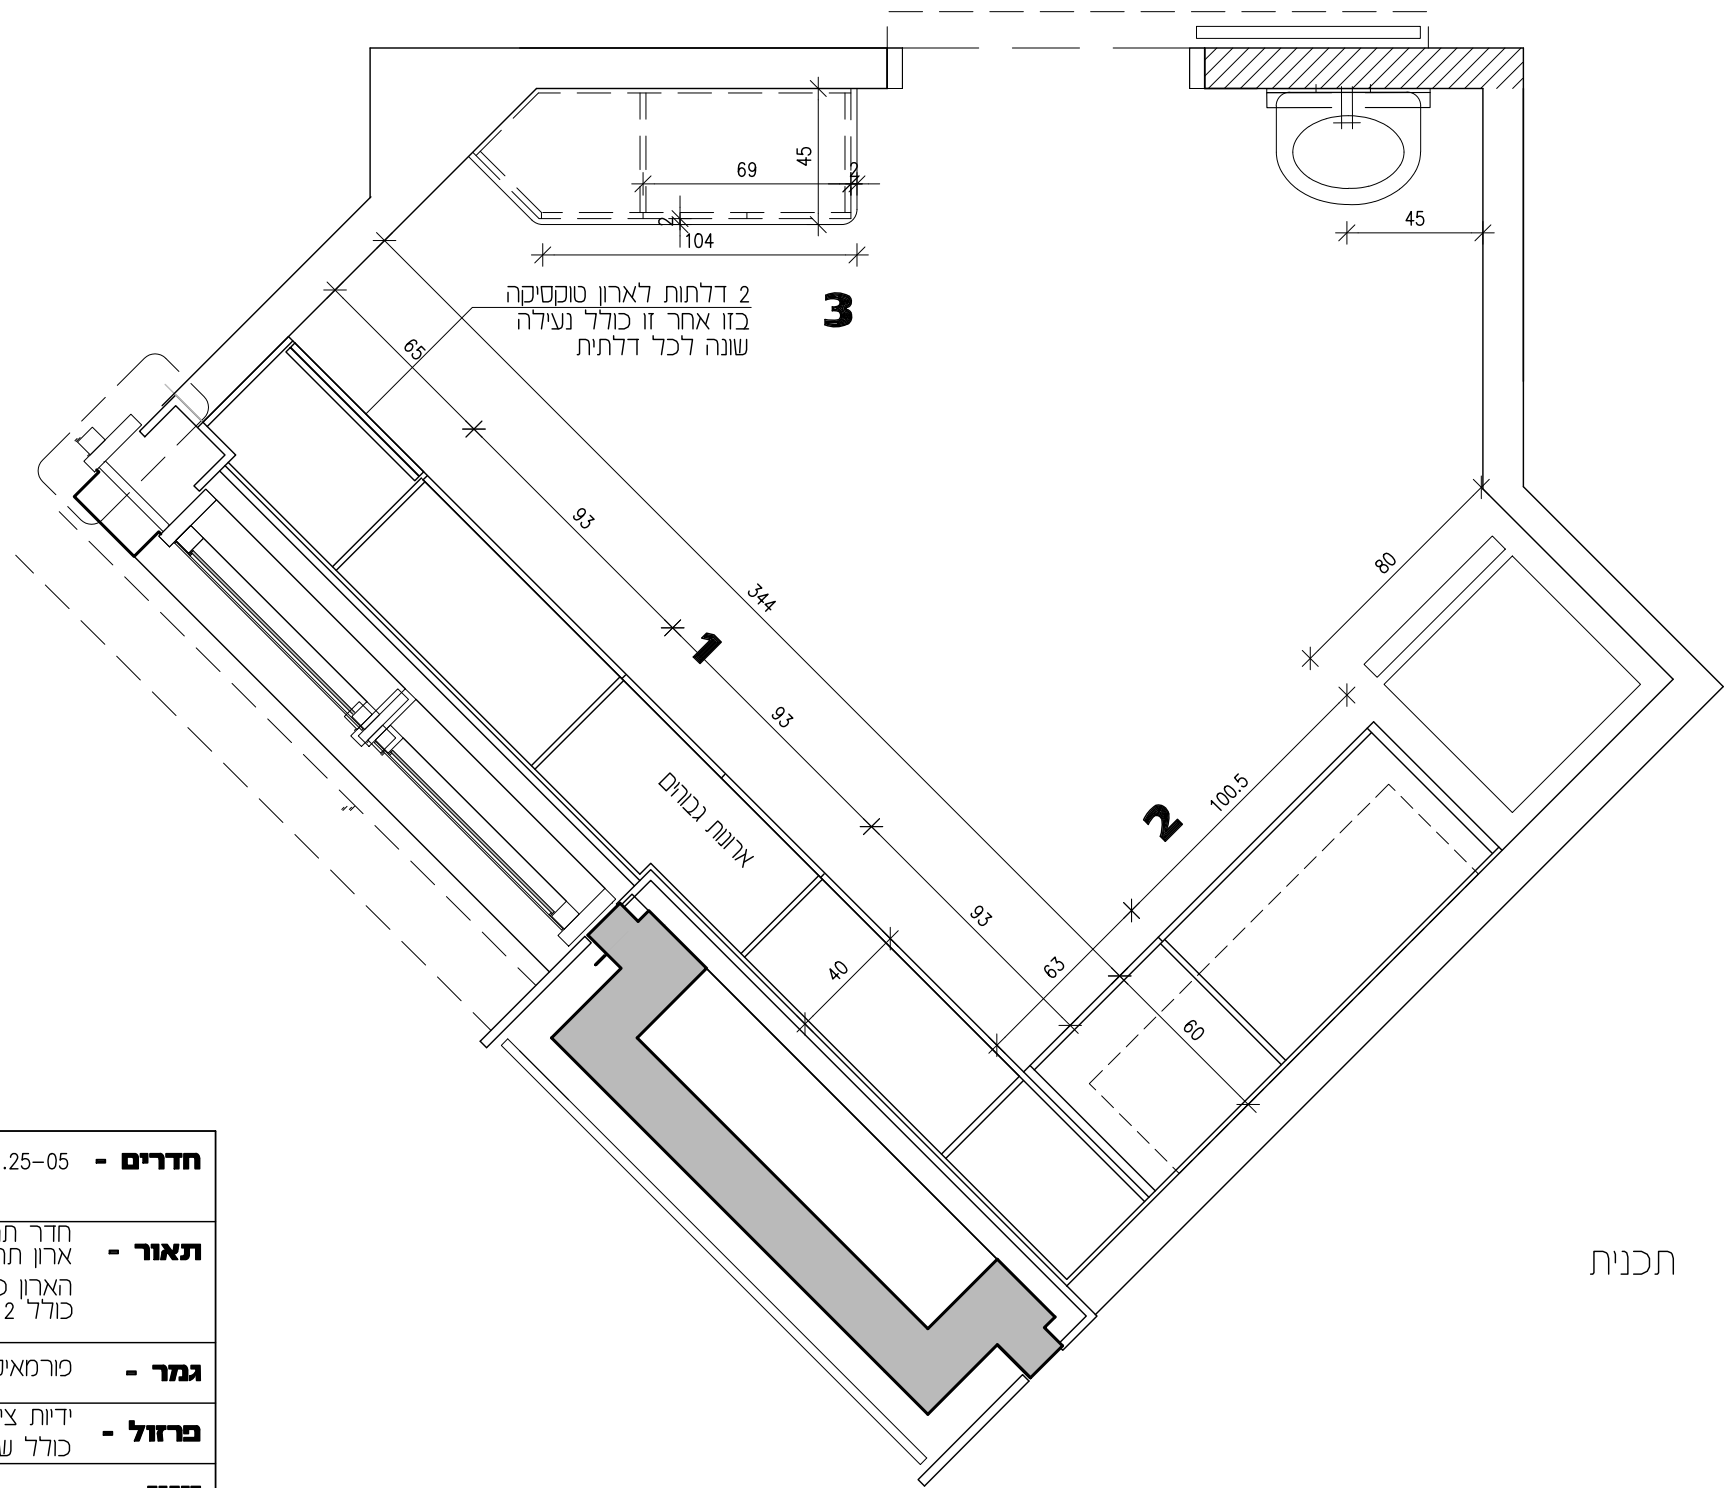 45
69
2
2
104
45
2 דלתות לארון טוקסיקה
בזו אחר זו כולל נעילה
שונה לכל דלתית
3
65
93
344
80
1
93
100.5
2
ארונות גבוהים
93
63
40
60
חדרים - 25-05.
תאור - חדר
ארון
הארון
כולל 2
גמר -
פרזול - ידיות
כולל
תכנית